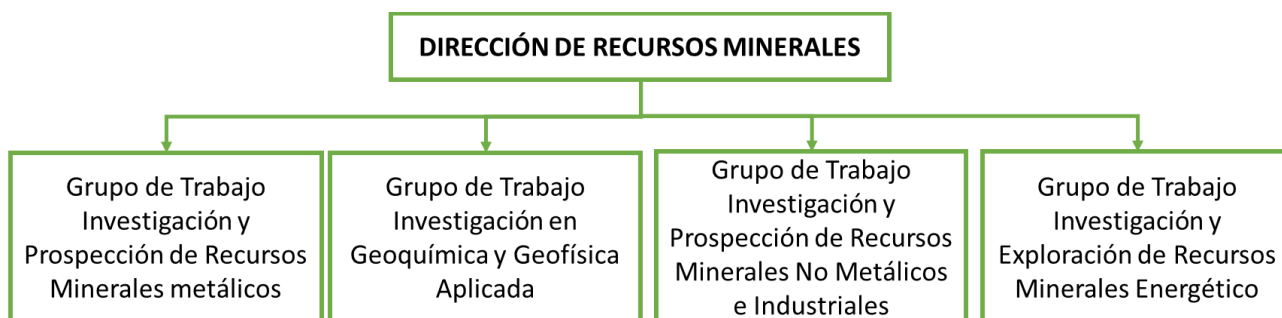 DIRECCIÓN DE RECURSOS MINERALES
Grupo de Trabajo
Investigación y
Prospección de Recursos
Minerales metálicos
Grupo de Trabajo
Investigación en
Geoquímica y Geofísica
Aplicada
Grupo de Trabajo
Investigación y
Prospección de Recursos
Minerales No Metálicos
e Industriales
Grupo de Trabajo
Investigación y
Exploración de Recursos
Minerales Energético